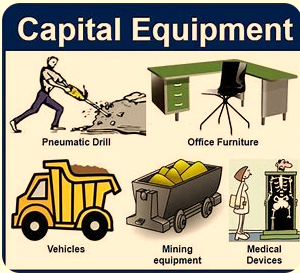 Capital Equipment
Pneumatic Drill
Office Furniture
Vehicles
Mining
equipment
Medical
Devices